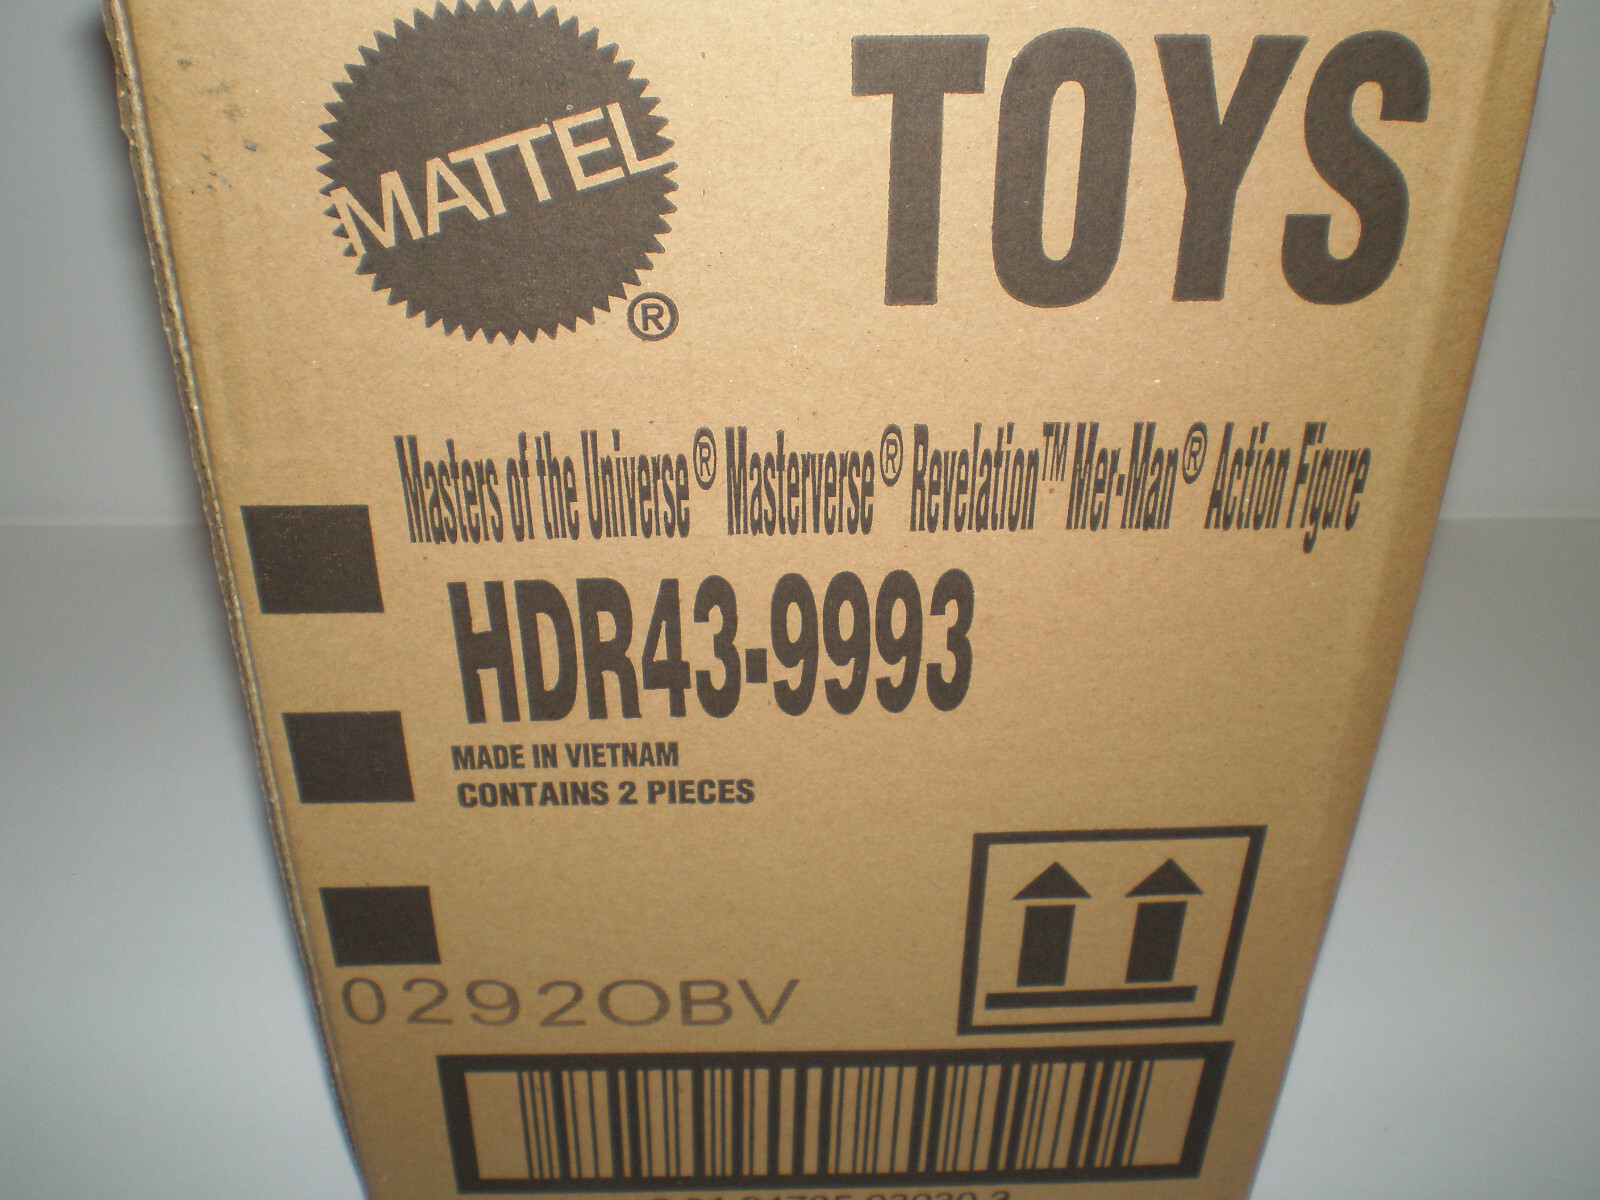 MATTEL
®
TOYS
Masters of the Universe® Masterverse® Revelation™ Mer-Man® Action Figure
HDR43-9993
MADE IN VIETNAM
CONTAINS 2 PIECES
0292OBV